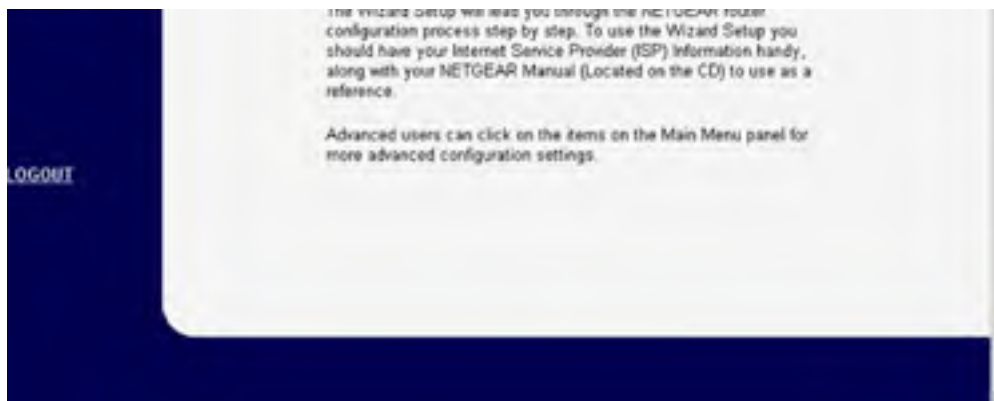 The Wizard Setup will lead you through the NETGEAR router
configuration process step by step. To use the Wizard Setup you
should have your Internet Service Provider (ISP) Information handy,
along with your NETGEAR Manual (Located on the CD) to use as a
reference.
Advanced users can click on the items on the Main Menu panel for
more advanced configuration settings.
LOGOUT